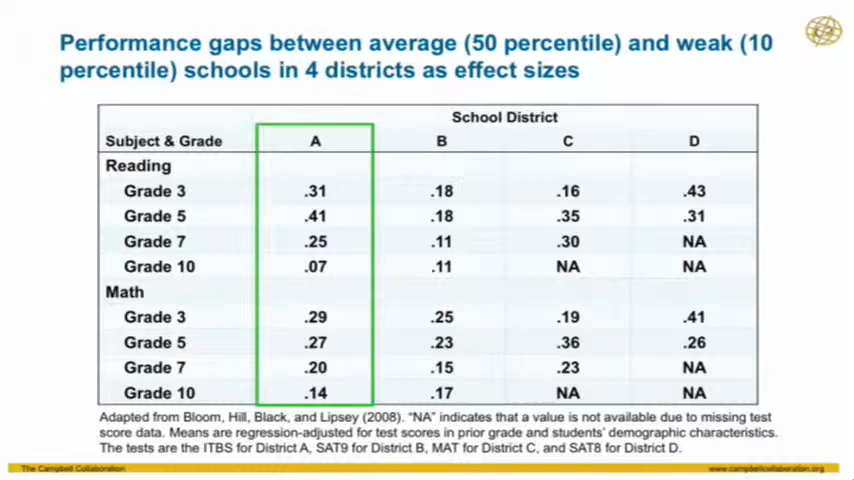 Performance gaps between average (50 percentile) and weak (10
percentile) schools in 4 districts as effect sizes
School District
Subject & Grade A B C D
Reading
Grade 3 .31 .18 .16 .43
Grade 5 .41 .18 .35 .31
Grade 7 .25 .11 .30 NA
Grade 10 .07 .11 NA NA
Math
Grade 3 .29 .25 .19 .41
Grade 5 .27 .23 .36 .26
Grade 7 .20 .15 .23 NA
Grade 10 .14 .17 NA NA
Adapted from Bloom, Hill, Black, and Lipsey (2008). “NA” indicates that a value is not available due to missing test
score data. Means are regression-adjusted for test scores in prior grade and students’ demographic characteristics.
The tests are the ITBS for District A, SAT9 for District B, MAT for District C, and SAT8 for District D.
The Campbell Collaboration www.campbellcollaboration.org